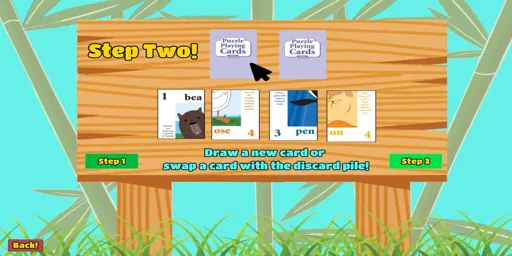 Step Two!
Puzzle
Playing
Cards
Puzzle
Playing
Cards
1 bea
ose 4
3 pen
on 4
Draw a new card or
swap a card with the discard pile!
Step 1
Step 3
Back!